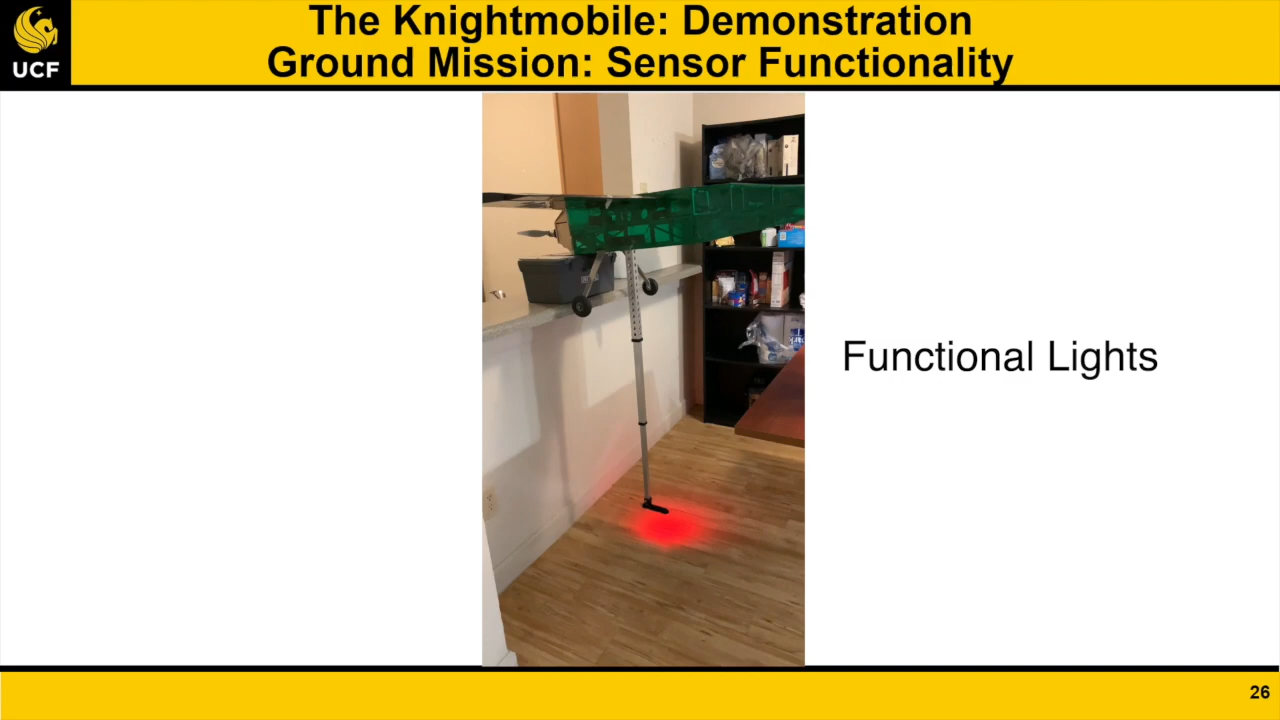 The Knightmobile: Demonstration
Ground Mission: Sensor Functionality
UCF
Functional Lights
26